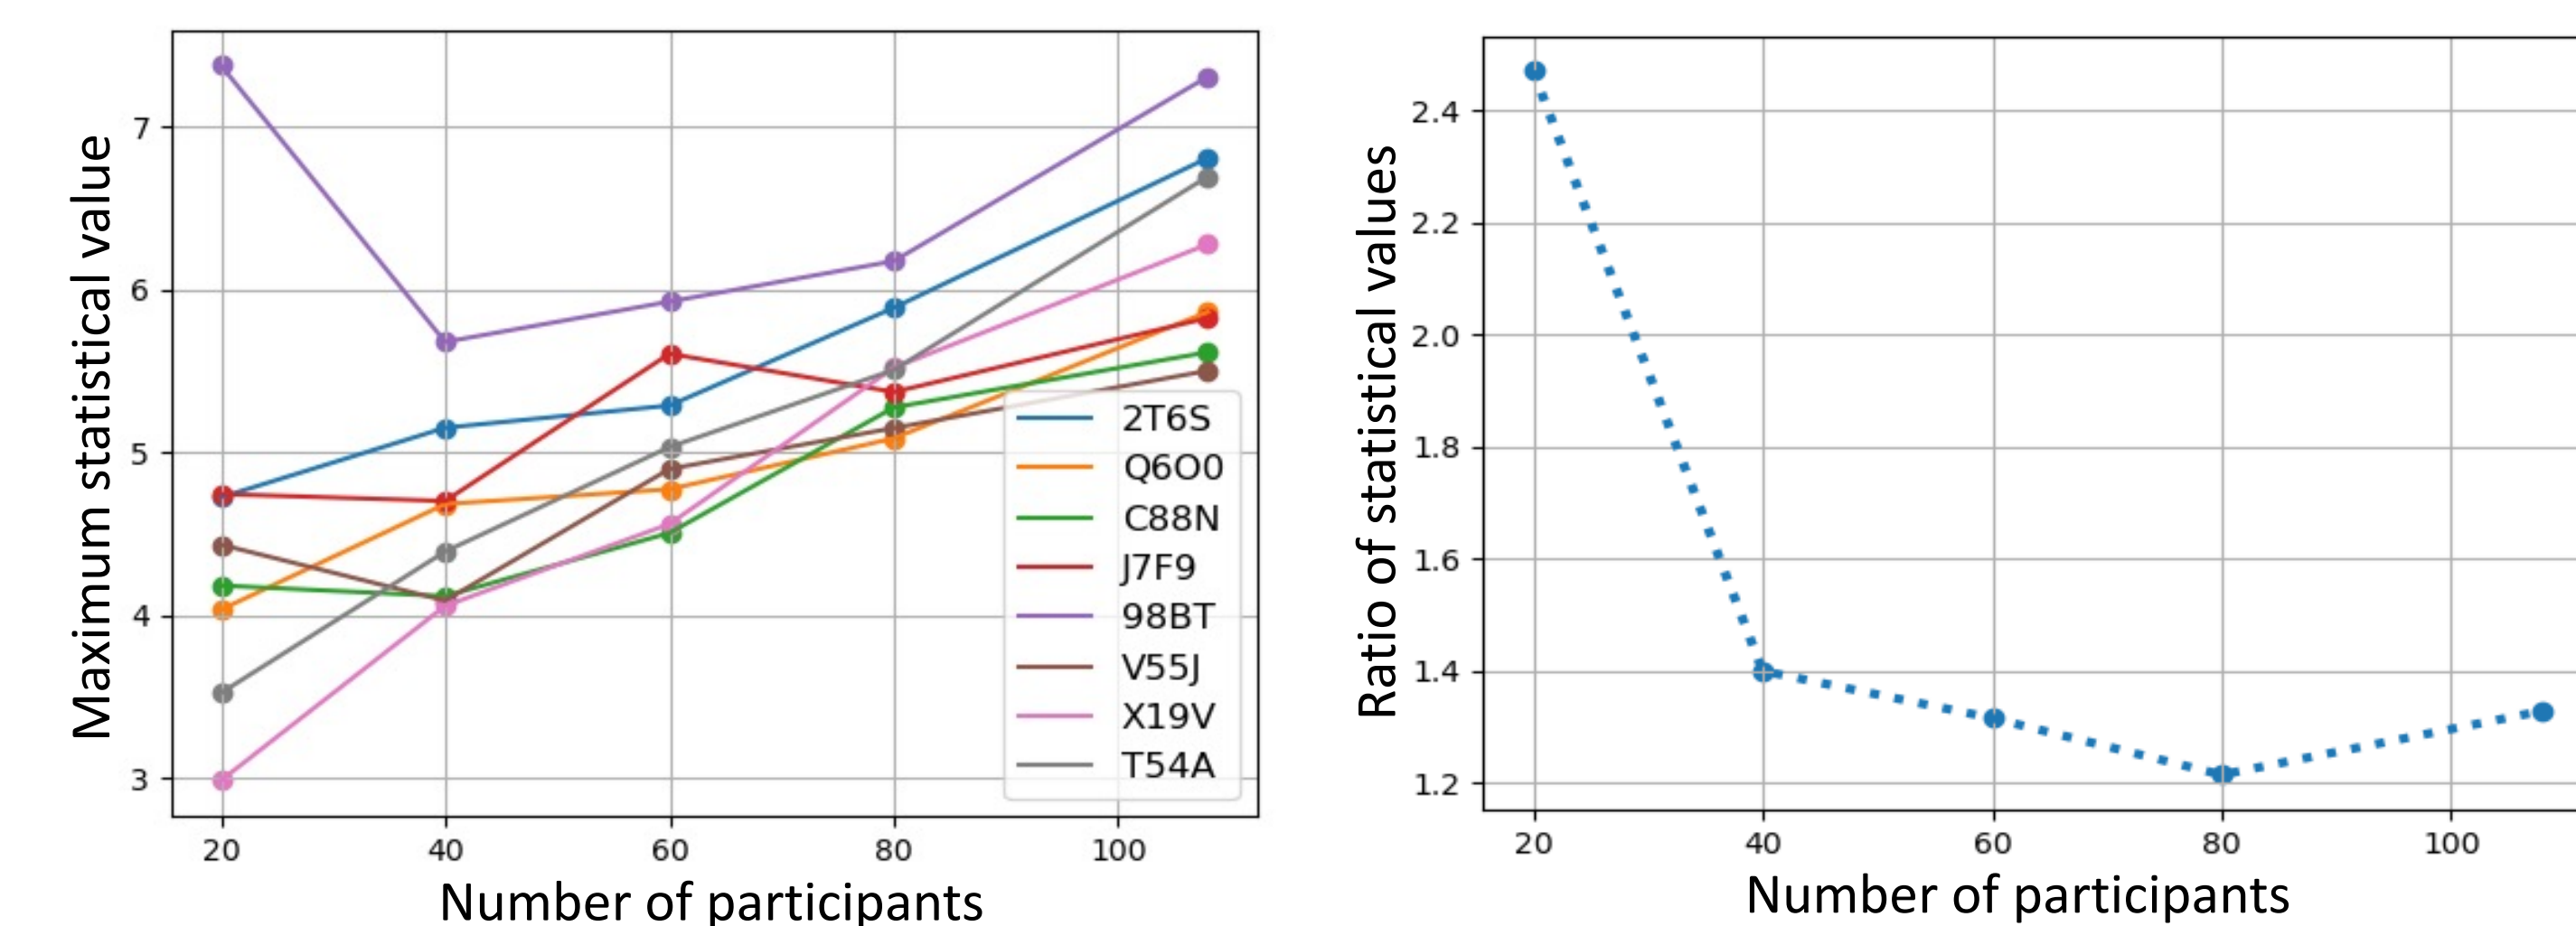 Maximum statistical value
7
6
5
4
3
20 40 60 80 100
Number of participants
2T6S
Q6O0
C88N
J7F9
98BT
V55J
X19V
T54A
Ratio of statistical values
2.4
2.2
2.0
1.8
1.6
1.4
1.2
20 40 60 80 100
Number of participants